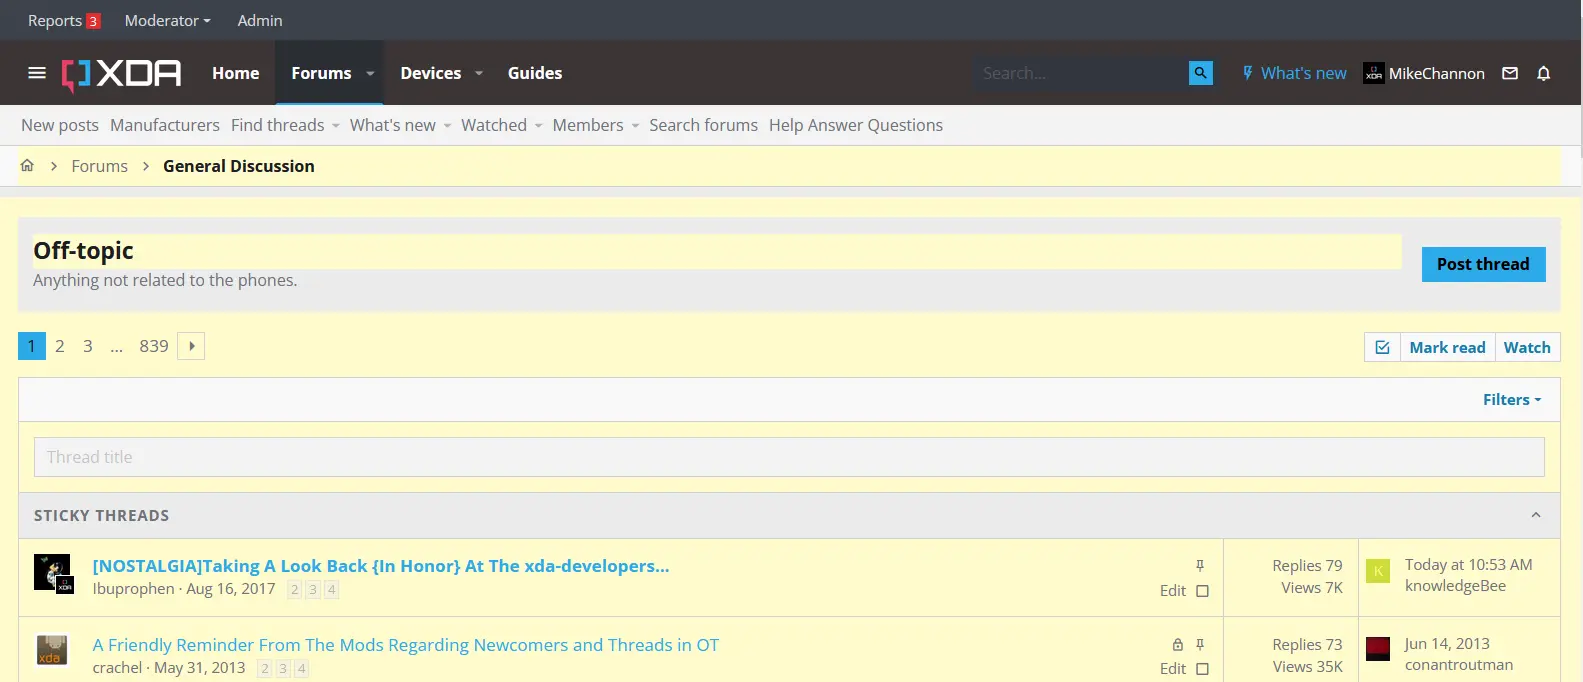 Reports 3 Moderator Admin
XDA Home Forums Devices Guides Search... What's new MikeChannon
New posts Manufacturers Find threads What's new Watched Members Search forums Help Answer Questions
Forums General Discussion
Off-topic
Anything not related to the phones.
Post thread
1 2 3 ... 839
Mark read Watch
Filters
Thread title
STICKY THREADS
[NOSTALGIA]Taking A Look Back {In Honor} At The xda-developers...
Ibuprophen · Aug 16, 2017 2 3 4
Edit
Replies 79
Views 7K
K
Today at 10:53 AM
knowledgeBee
xda
A Friendly Reminder From The Mods Regarding Newcomers and Threads in OT
crachel · May 31, 2013 2 3 4
Edit
Replies 73
Views 35K
Jun 14, 2013
conantroutman